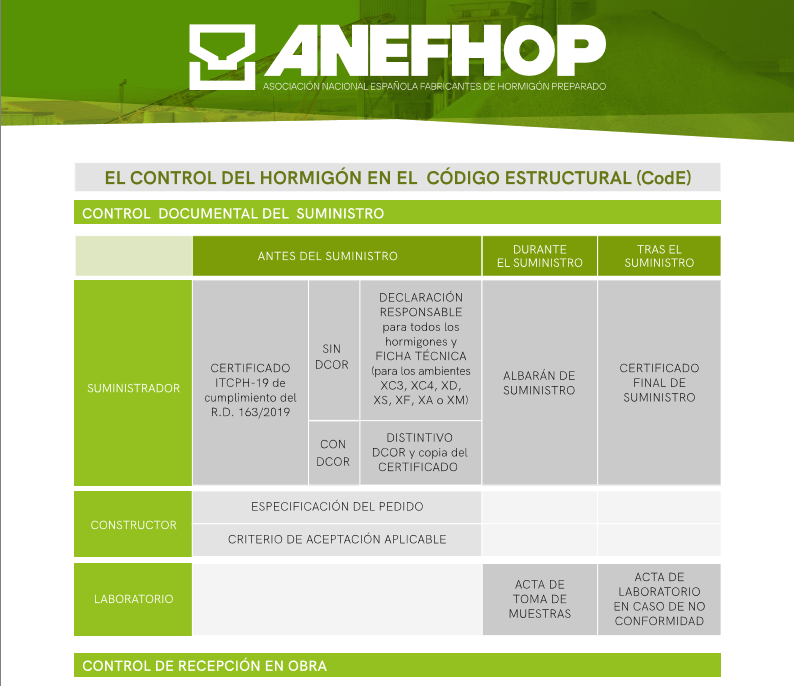 ANEFHOP
ASOCIACIÓN NACIONAL ESPAÑOLA FABRICANTES DE HORMIGÓN PREPARADO
EL CONTROL DEL HORMIGÓN EN EL CÓDIGO ESTRUCTURAL (CodE)
CONTROL DOCUMENTAL DEL SUMINISTRO
ANTES DEL SUMINISTRO
DURANTE
EL SUMINISTRO
TRAS EL
SUMINISTRO
SUMINISTRADOR
CERTIFICADO
ITCPH-19 de
cumplimiento del
R.D. 163/2019
SIN
DCOR
DECLARACIÓN
RESPONSABLE
para todos los
hormigones y
FICHA TÉCNICA
(para los ambientes
XC3, XC4, XD,
XS, XF, XA o XM)
CON
DCOR
DISTINTIVO
DCOR y copia del
CERTIFICADO
ALBARÁN DE
SUMINISTRO
CERTIFICADO
FINAL DE
SUMINISTRO
CONSTRUCTOR
ESPECIFICACIÓN DEL PEDIDO
CRITERIO DE ACEPTACIÓN APLICABLE
LABORATORIO
ACTA DE
TOMA DE
MUESTRAS
ACTA DE
LABORATORIO
EN CASO DE NO
CONFORMIDAD
CONTROL DE RECEPCIÓN EN OBRA